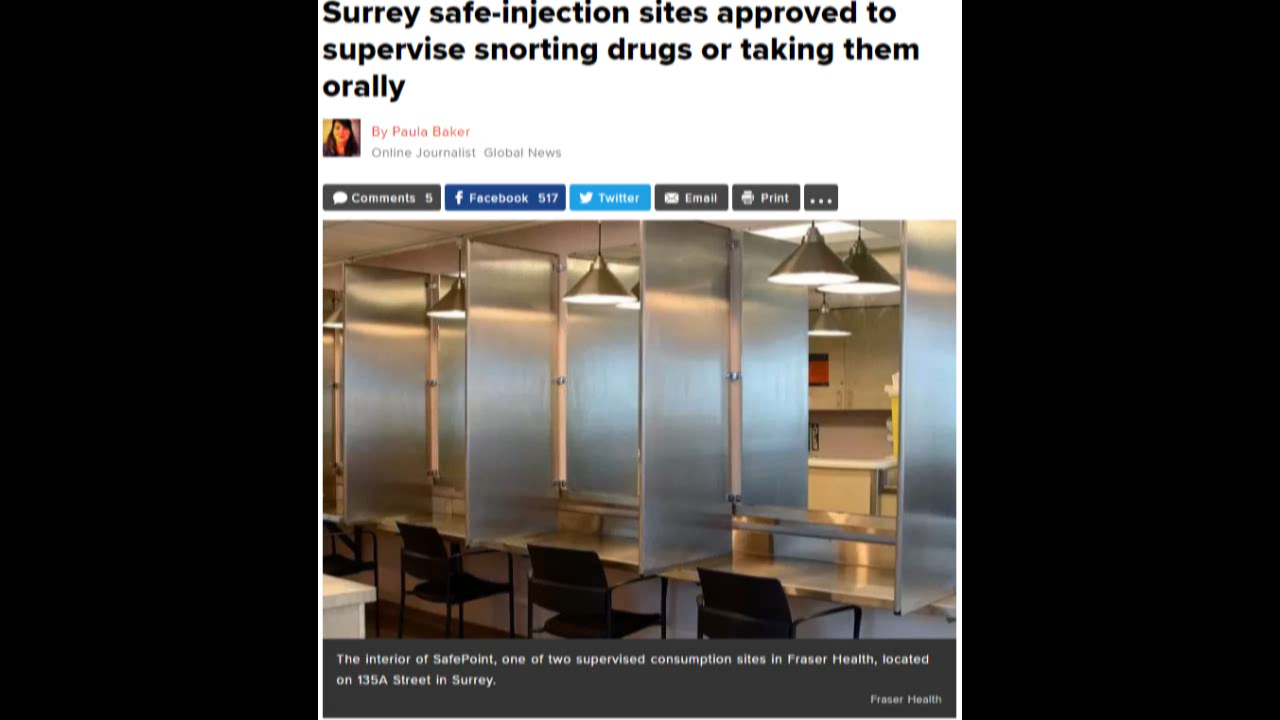 Surrey safe-injection sites approved to
supervise snorting drugs or taking them
orally
By Paula Baker
Online Journalist Global News
Comments 5 Facebook 517 Twitter Email Print ...
The interior of SafePoint, one of two supervised consumption sites in Fraser Health, located
on 135A Street in Surrey.
Fraser Health